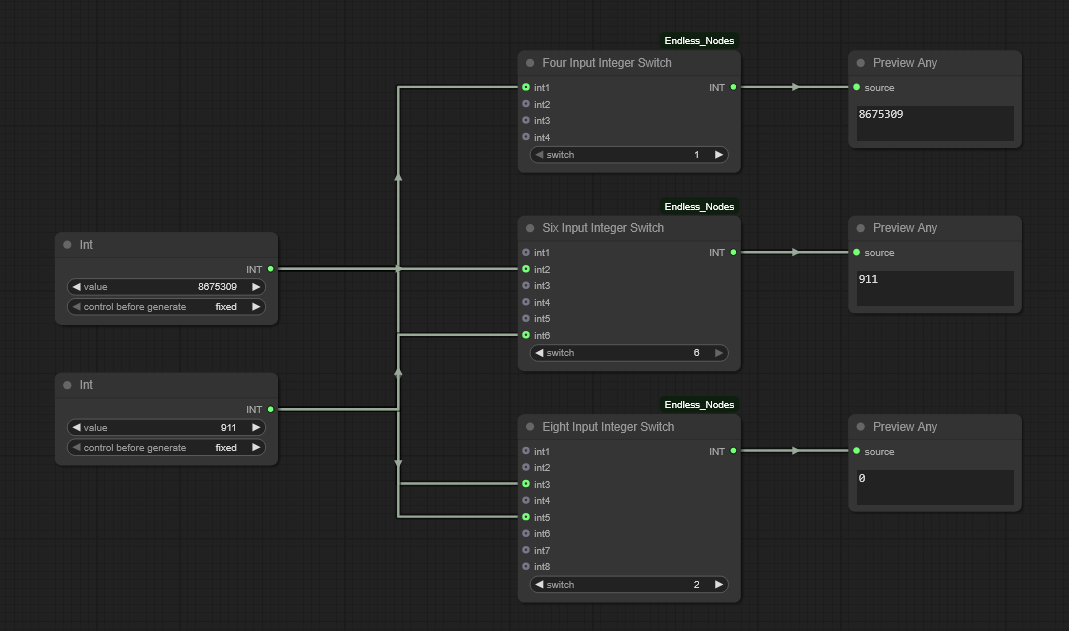 Endless_Nodes
Four Input Integer Switch
int1 INT
int2
int3
int4
switch 1
Preview Any
source
8675309
Endless_Nodes
Six Input Integer Switch
int1 INT
int2
int3
int4
int5
int6
switch 6
Preview Any
source
911
Int
INT
value 8675309
control before generate fixed
Int
INT
value 911
control before generate fixed
Endless_Nodes
Eight Input Integer Switch
int1 INT
int2
int3
int4
int5
int6
int7
int8
switch 2
Preview Any
source
0